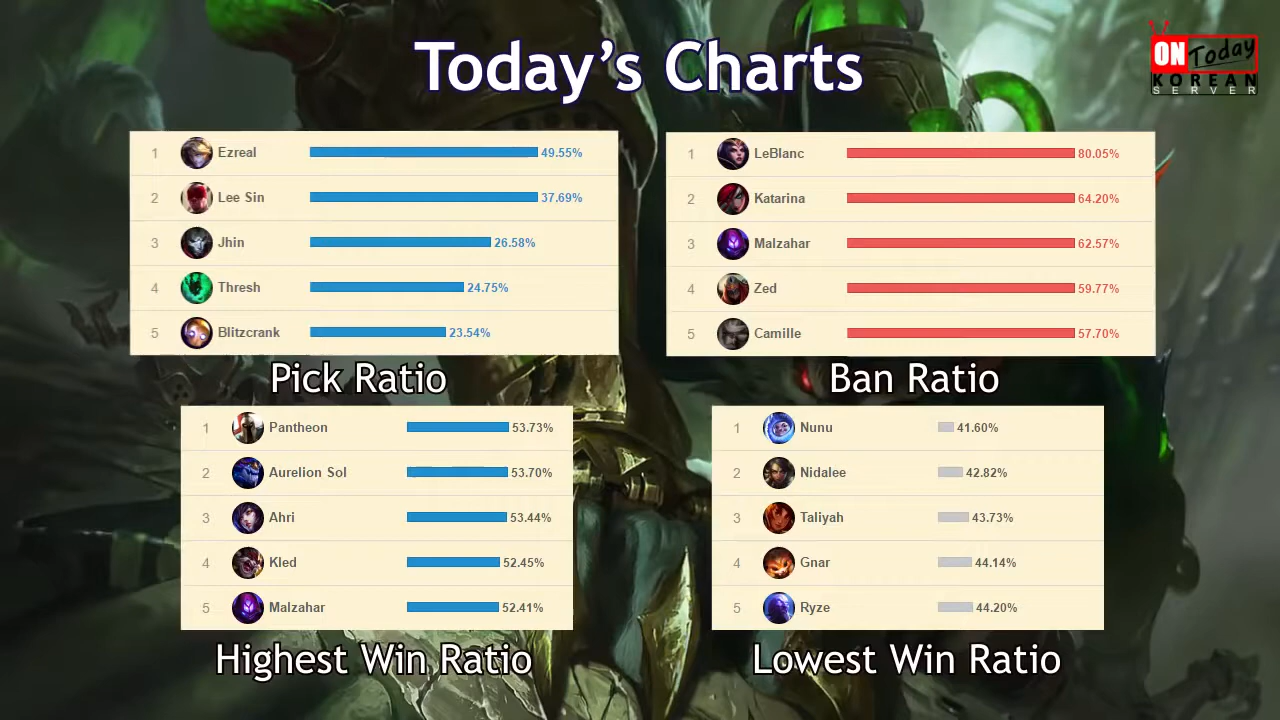 Today's Charts
ON Today
KOREAN
SERVER
1 Ezreal 49.55%
2 Lee Sin 37.69%
3 Jhin 26.58%
4 Thresh 24.75%
5 Blitzcrank 23.54%
Pick Ratio
1 LeBlanc 80.05%
2 Katarina 64.20%
3 Malzahar 62.57%
4 Zed 59.77%
5 Camille 57.70%
Ban Ratio
1 Pantheon 53.73%
2 Aurelion Sol 53.70%
3 Ahri 53.44%
4 Kled 52.45%
5 Malzahar 52.41%
Highest Win Ratio
1 Nunu 41.60%
2 Nidalee 42.82%
3 Taliyah 43.73%
4 Gnar 44.14%
5 Ryze 44.20%
Lowest Win Ratio